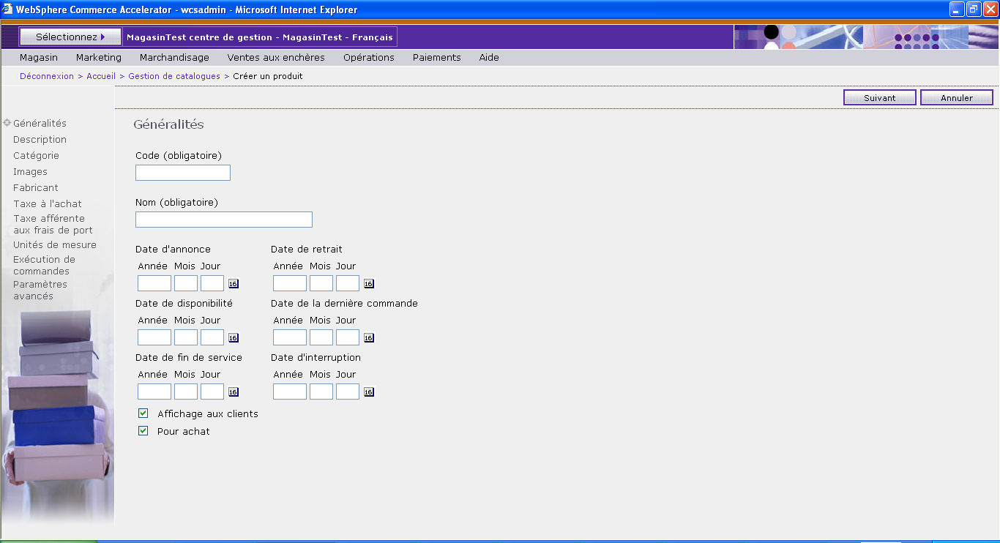 WebSphere Commerce Accelerator - wcsadmin - Microsoft Internet Explorer
Sélectionnez
MagasinTest centre de gestion - MagasinTest - Français
Magasin Marketing Marchandisage Ventes aux enchères Opérations Paiements Aide
Déconnexion > Accueil > Gestion de catalogues > Créer un produit
Suivant Annuler
Généralités
Description
Catégorie
Images
Fabricant
Taxe à l'achat
Taxe afférente
aux frais de port
Unités de mesure
Exécution de
commandes
Paramètres
avancés
Généralités
Code (obligatoire)
Nom (obligatoire)
Date d'annonce Date de retrait
Année Mois Jour Année Mois Jour
16 16
Date de disponibilité Date de la dernière commande
Année Mois Jour Année Mois Jour
16 16
Date de fin de service Date d'interruption
Année Mois Jour Année Mois Jour
16 16
Affichage aux clients
Pour achat